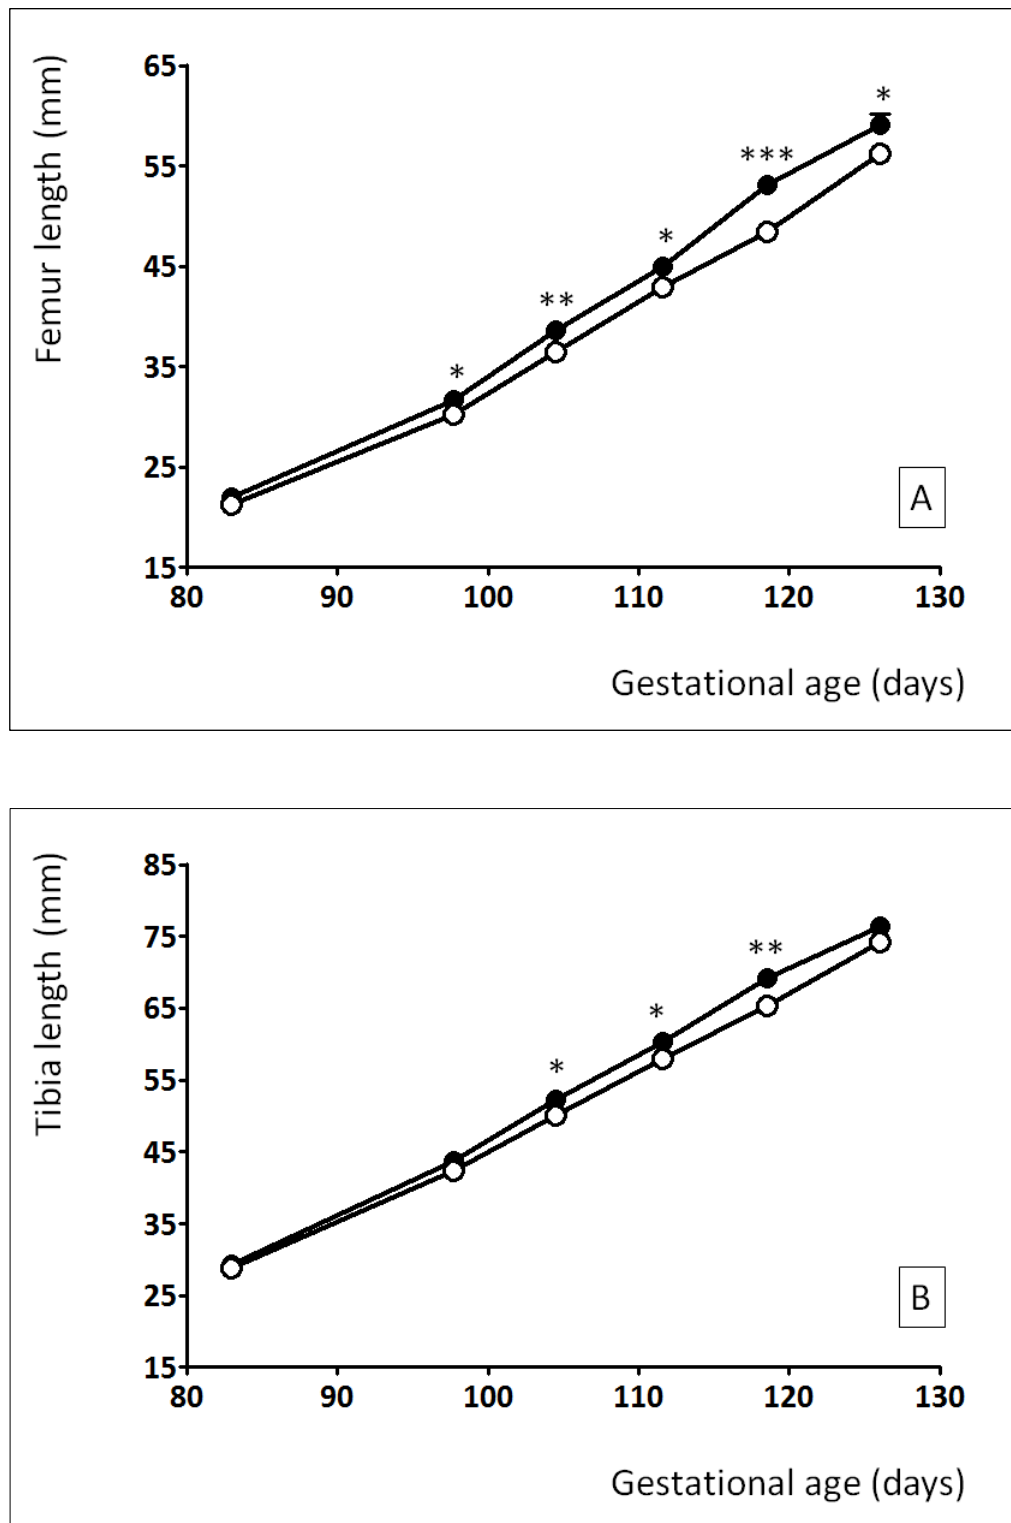 Femur length (mm)
65
55
45
35
25
15
*
**
*
***
*
A
80 90 100 110 120 130
Gestational age (days)
Tibia length (mm)
85
75
65
55
45
35
25
15
*
*
**
B
80 90 100 110 120 130
Gestational age (days)